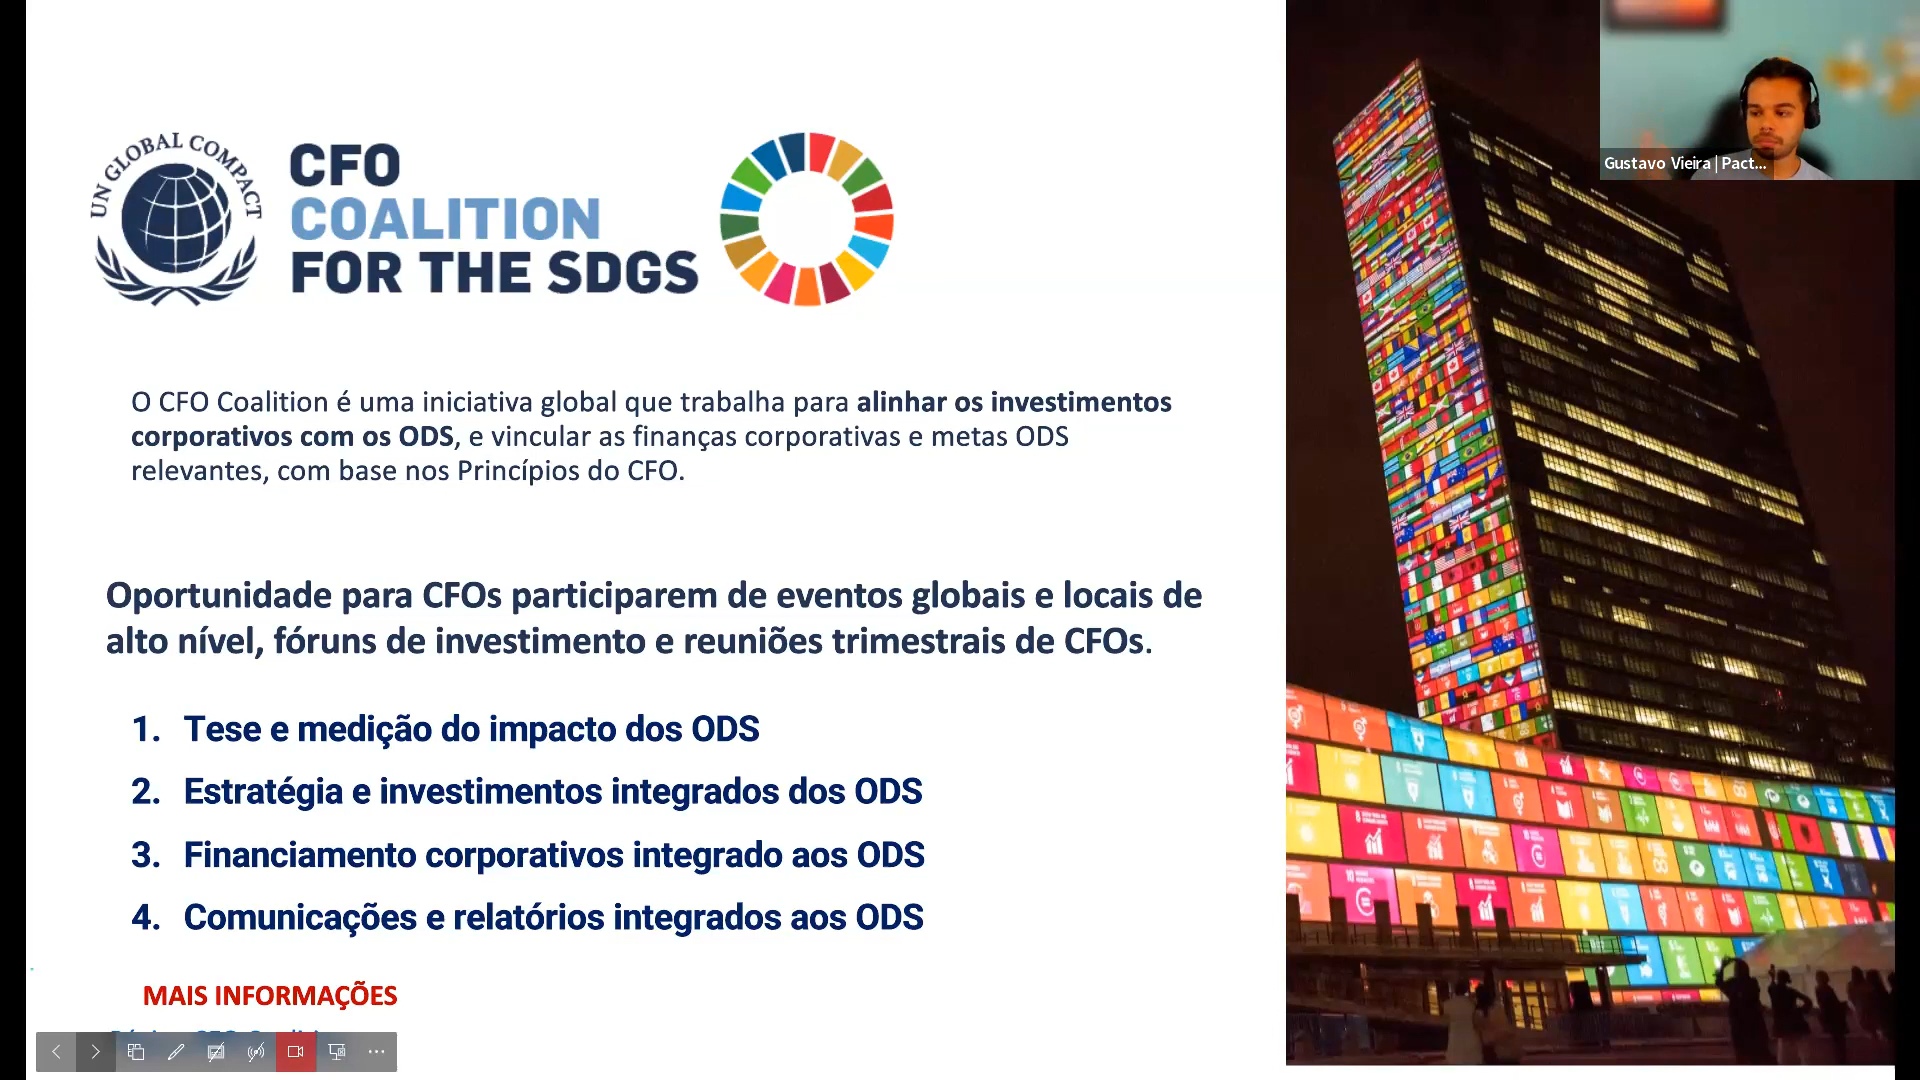 UN GLOBAL COMPACT
CFO
COALITION
FOR THE SDGS
Gustavo Vieira | Pact...
O CFO Coalition é uma iniciativa global que trabalha para alinhar os investimentos
corporativos com os ODS, e vincular as finanças corporativas e metas ODS
relevantes, com base nos Princípios do CFO.
Oportunidade para CFOs participarem de eventos globais e locais de
alto nível, fóruns de investimento e reuniões trimestrais de CFOs.
1. Tese e medição do impacto dos ODS
2. Estratégia e investimentos integrados dos ODS
3. Financiamento corporativos integrado aos ODS
4. Comunicações e relatórios integrados aos ODS
MAIS INFORMAÇÕES